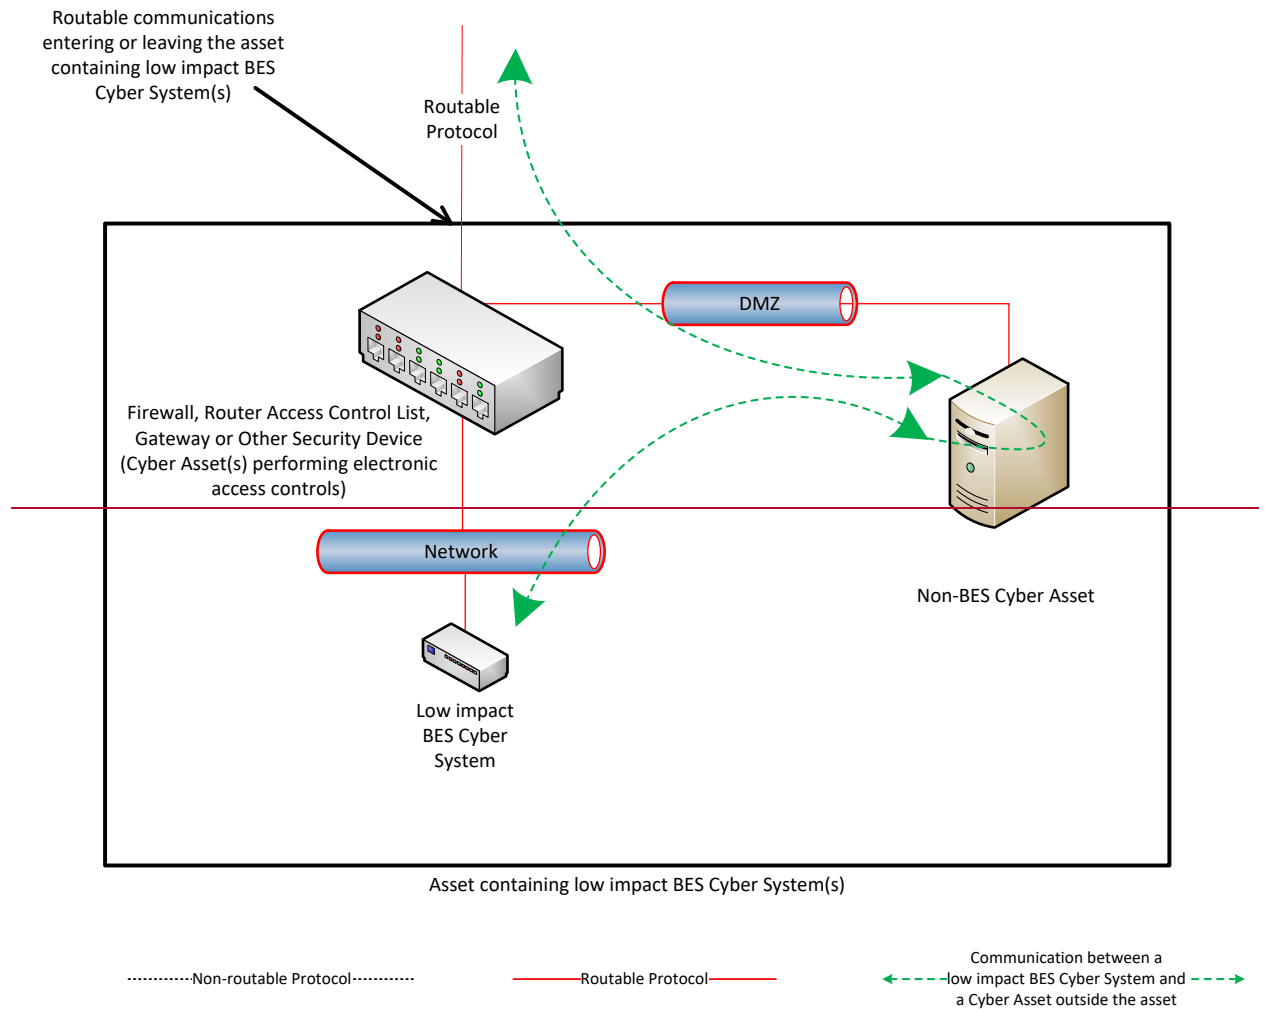 Routable communications
entering or leaving the asset
containing low impact BES
Cyber System(s)
Routable
Protocol
DMZ
Firewall, Router Access Control List,
Gateway or Other Security Device
(Cyber Asset(s) performing electronic
access controls)
Network
Non-BES Cyber Asset
Low impact
BES Cyber
System
Asset containing low impact BES Cyber System(s)
Non-routable Protocol
Routable Protocol
Communication between a
low impact BES Cyber System and
a Cyber Asset outside the asset